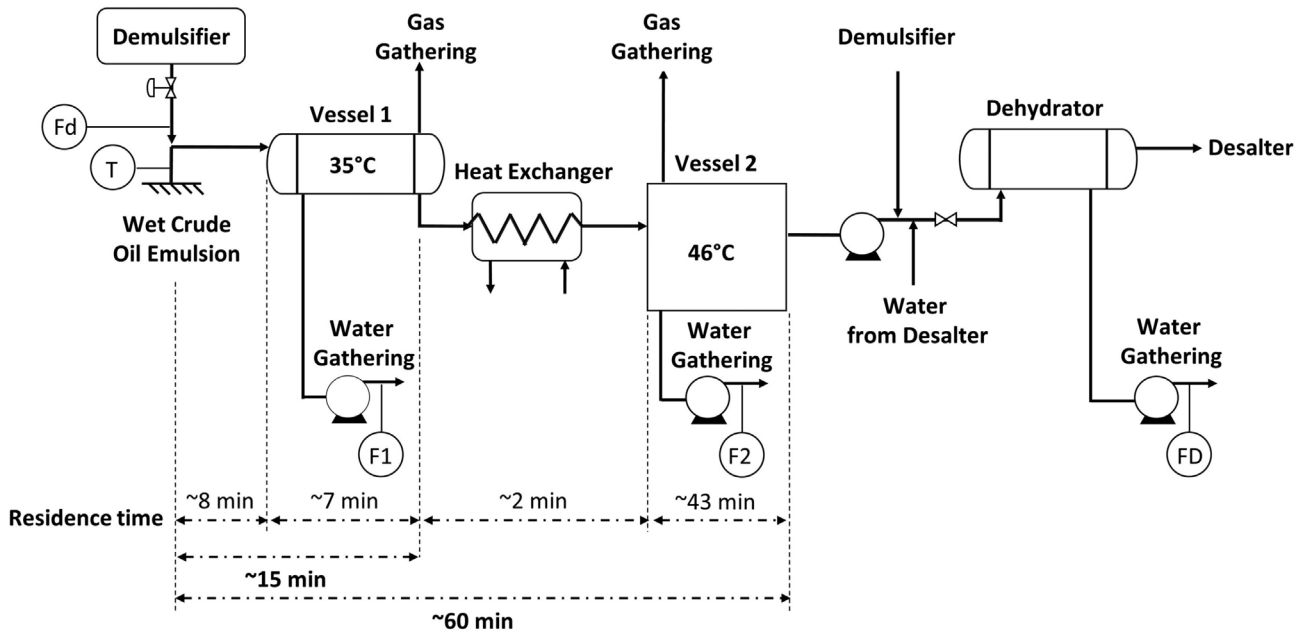 Demulsifier
Fd
T
Wet Crude
Oil Emulsion
Vessel 1
35°C
Gas
Gathering
Water
Gathering
F1
Heat Exchanger
Gas
Gathering
Vessel 2
46°C
Water
Gathering
F2
Demulsifier
Water
from Desalter
Dehydrator
Desalter
Water
Gathering
FD
Residence time
~8 min
~7 min
~2 min
~43 min
~15 min
~60 min